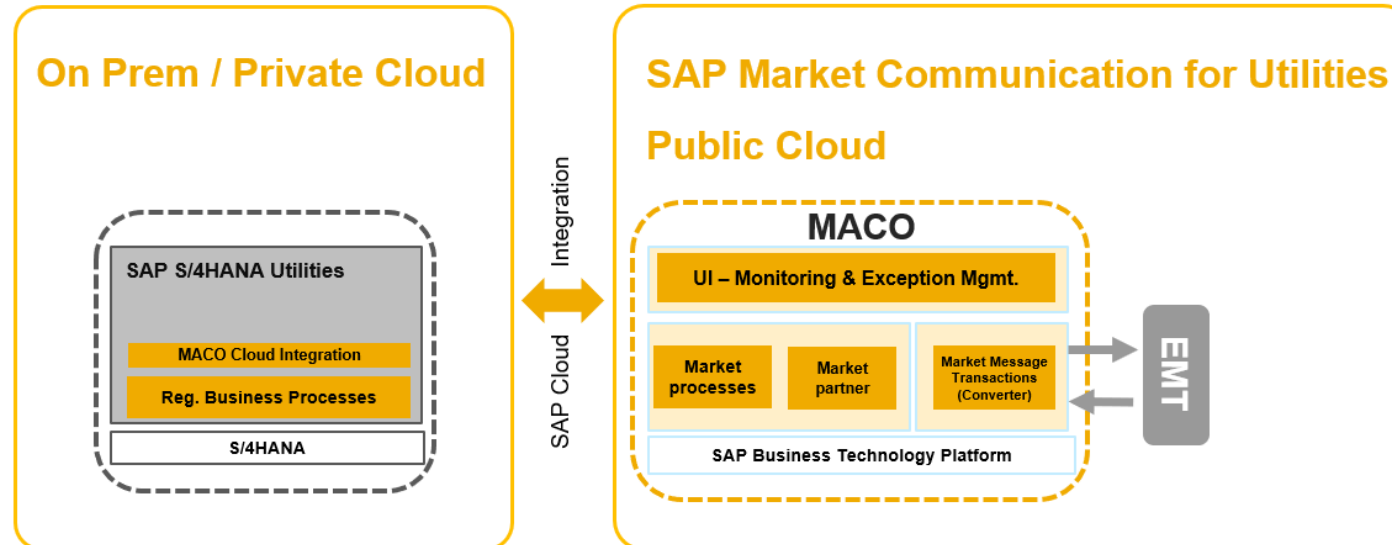 On Prem / Private Cloud
SAP S/4HANA Utilities
MACO Cloud Integration
Reg. Business Processes
S/4HANA
SAP Cloud Integration
SAP Market Communication for Utilities
Public Cloud
MACO
UI – Monitoring & Exception Mgmt.
Market
processes
Market
partner
Market Message
Transactions
(Converter)
SAP Business Technology Platform
EMT